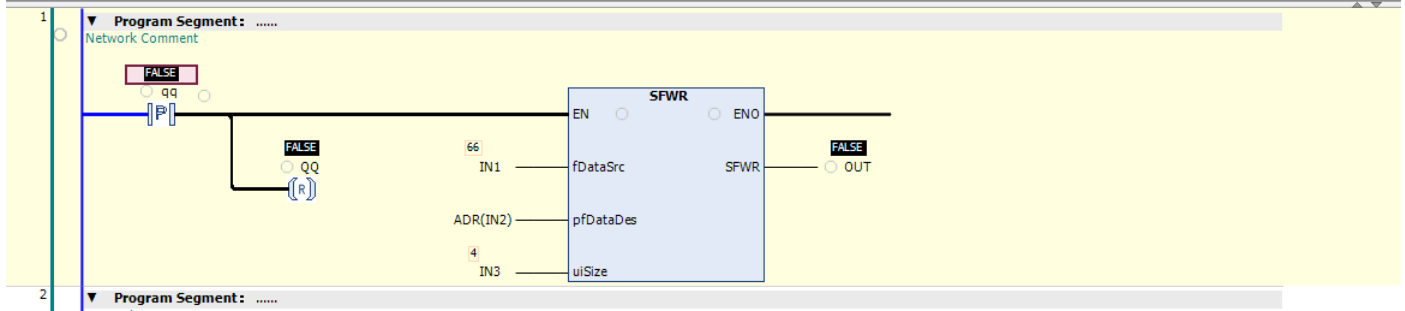 1
▼ Program Segment: ......
Network Comment
FALSE
qq
P
SFWR
EN ENO
FALSE 66 FALSE
QQ IN1 fDataSrc SFWR OUT
R
ADR(IN2) pfDataDes
4
IN3 uiSize
2
▼ Program Segment: ......